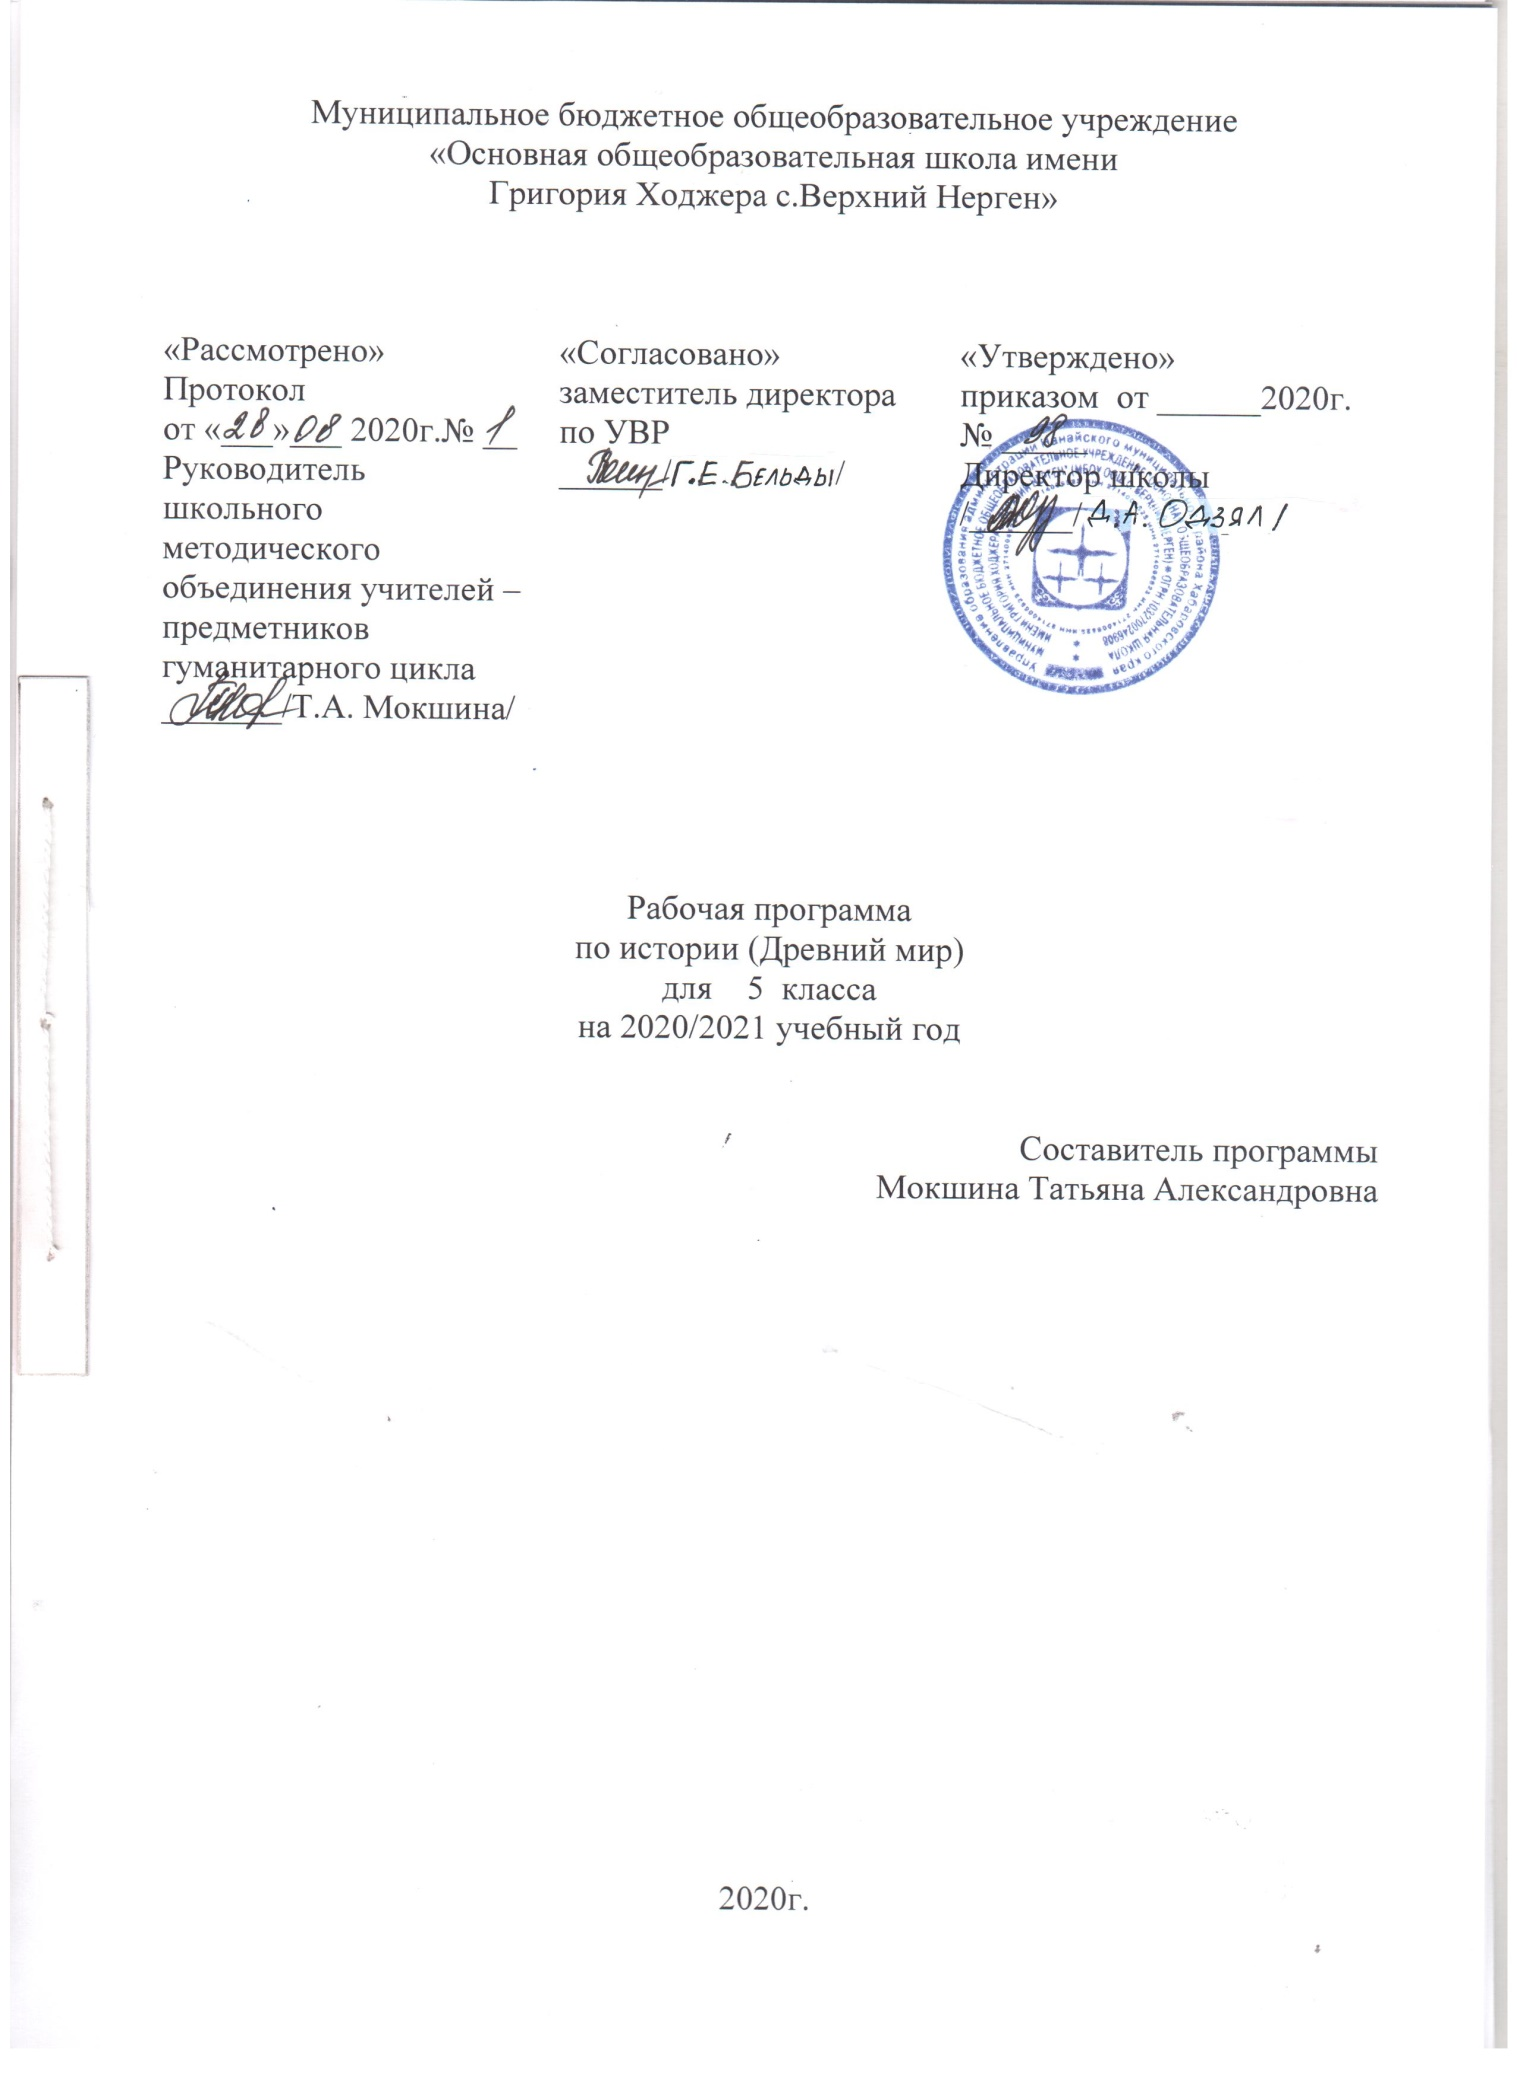 Муниципальное бюджетное общеобразовательное учреждение
«Основная общеобразовательная школа имени
Григория Ходжера с.Верхний Нерген»
«Рассмотрено»
Протокол
от «28» 08 2020г.№ 1
Руководитель
школьного
методического
объединения учителей –
предметников
гуманитарного цикла
/Т.А. Мокшина/
«Согласовано»
заместитель директора
по УВР
/Г.Е. Бельды/
«Утверждено»
приказом от ______2020г.
№ 98
Директор школы
/ / Д.А. Одзял /
Рабочая программа
по истории (Древний мир)
для 5 класса
на 2020/2021 учебный год
Составитель программы
Мокшина Татьяна Александровна
2020г.